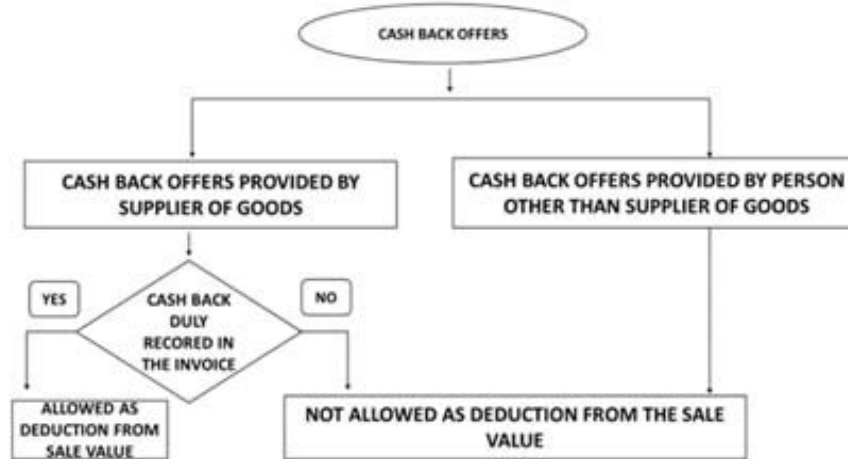 CASH BACK OFFERS
CASH BACK OFFERS PROVIDED BY
SUPPLIER OF GOODS
CASH BACK OFFERS PROVIDED BY PERSON
OTHER THAN SUPPLIER OF GOODS
YES
CASH BACK
DULY
RECORED IN
THE INVOICE
NO
ALLOWED AS
DEDUCTION FROM
SALE VALUE
NOT ALLOWED AS DEDUCTION FROM THE SALE
VALUE